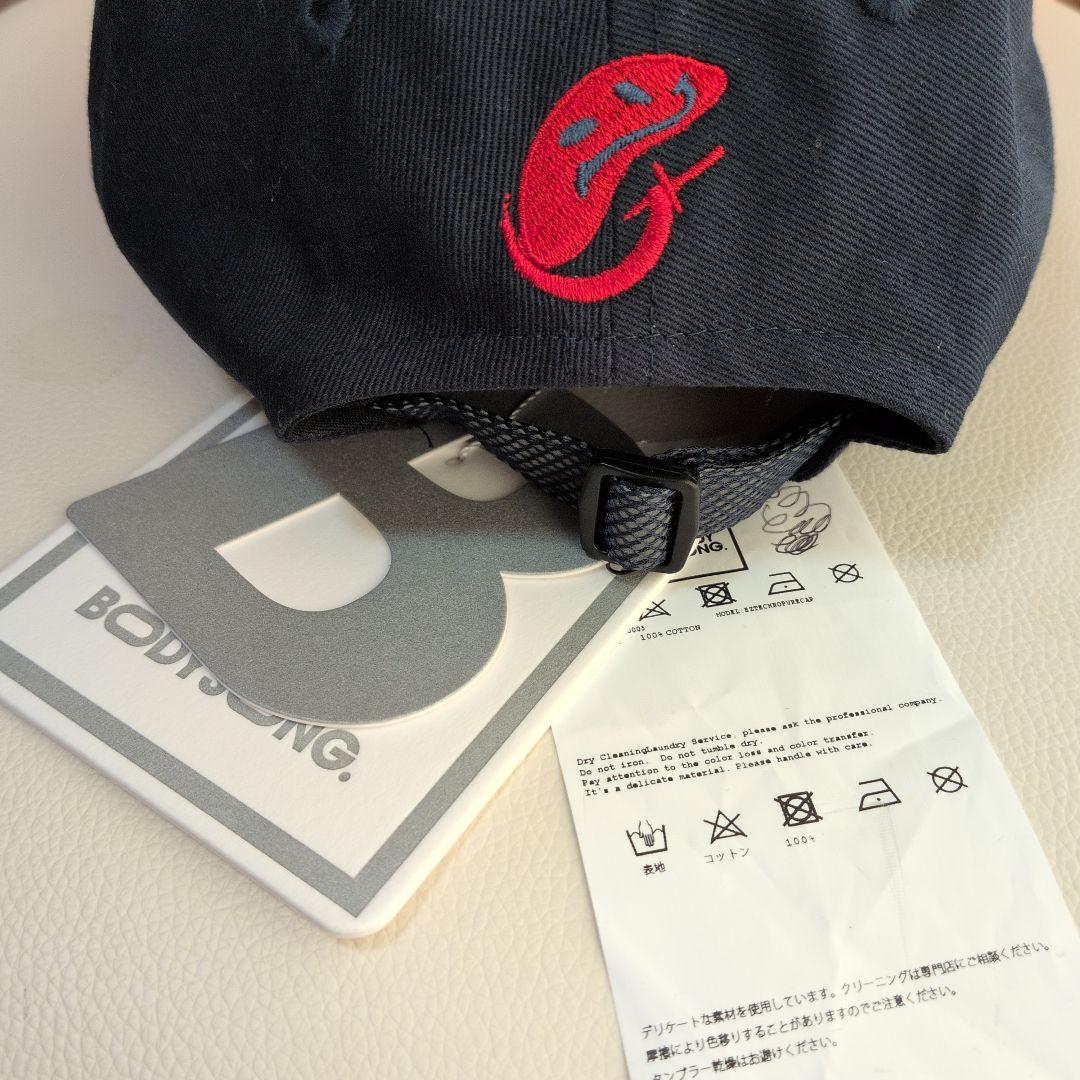 BODYSONG.
DY
ONG.
MODEL BZTECHNOPURECAP
0005
100% COTTON
Dry CleaningLaundry Service, please ask the professional company.
Do not iron. Do not tumble dry.
Pay attention to the color loss and color transfer.
It's a delicate material. Please handle with care.
表地 コットン 100%
デリケートな素材を使用しています。クリーニングは専門店にご相談ください。
摩擦により色移りすることがありますのでご注意ください。
タンブラー乾燥はお避けください。